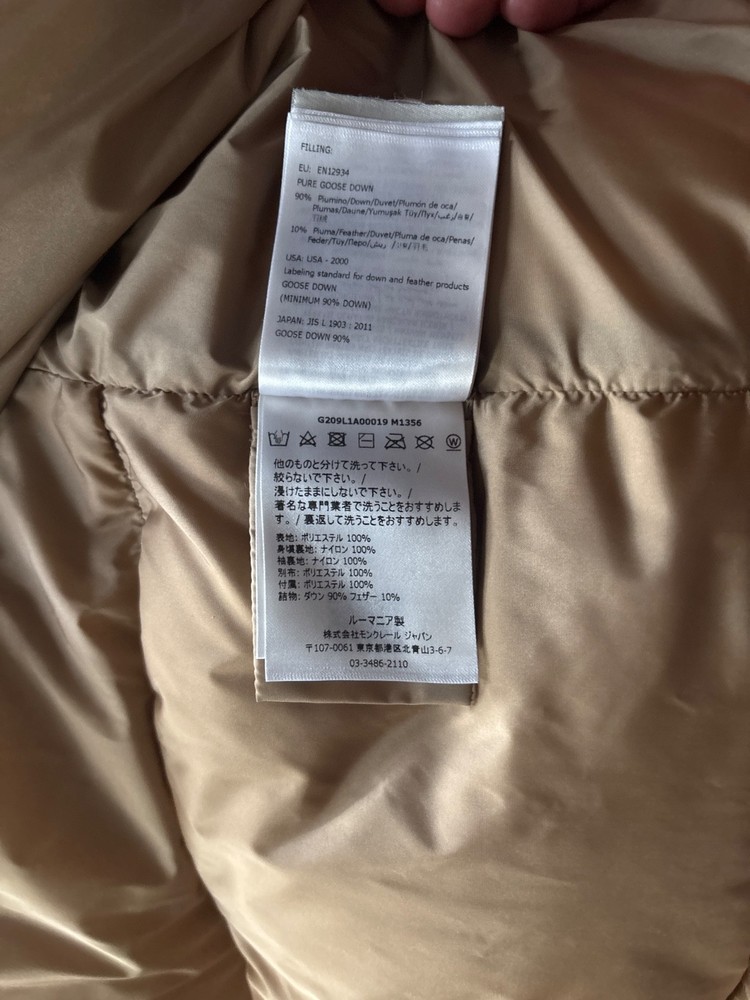 FILLING:
EU: EN12934
PURE GOOSE DOWN
90% Piumino/Down/Duvet/Plumón de oca/
Plumas/Daune/Yumuşak Tüy/Пух/زغب/
10% Piuma/Feather/Duvet/Pluma de oca/Penas/
Feder/Tüy/Перо/ريش/
USA: USA - 2000
Labeling standard for down and feather products
GOOSE DOWN
(MINIMUM 90% DOWN)
JAPAN: JIS L 1903 : 2011
GOOSE DOWN 90%
G209L1A00019 M1356
他のものと分けて洗って下さい。/
絞らないで下さい。/
浸けたままにしないで下さい。/
著名な専門業者で洗うことをおすすめしま
す。/ 裏返して洗うことをおすすめします。
表地: ポリエステル 100%
身頃裏地: ナイロン 100%
袖裏地: ナイロン 100%
別布: ポリエステル 100%
付属: ポリエステル 100%
詰物: ダウン 90% フェザー 10%
ルーマニア製
株式会社モンクレール ジャパン
〒107-0061 東京都港区北青山3-6-7
03-3486-2110